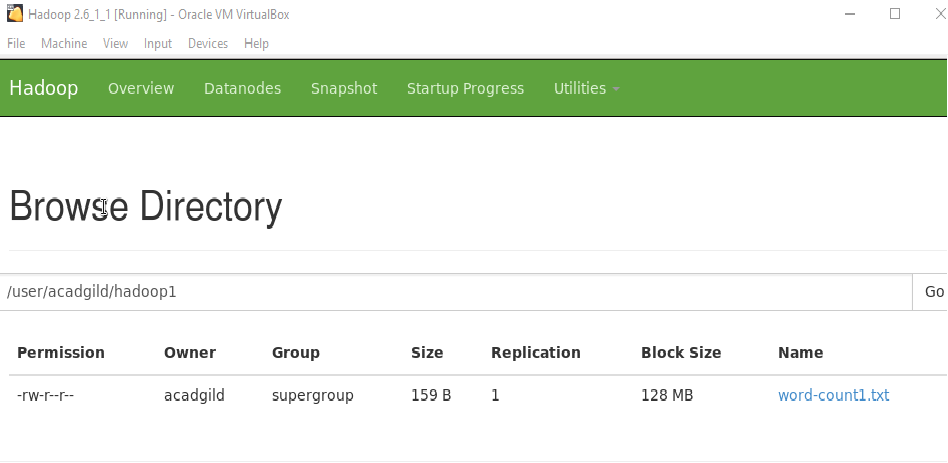 Hadoop 2.6_1_1 [Running] - Oracle VM VirtualBox
File Machine View Input Devices Help
Hadoop Overview Datanodes Snapshot Startup Progress Utilities
Browse Directory
/user/acadgild/hadoop1 Go
Permission Owner Group Size Replication Block Size Name
-rw-r--r-- acadgild supergroup 159 B 1 128 MB word-count1.txt